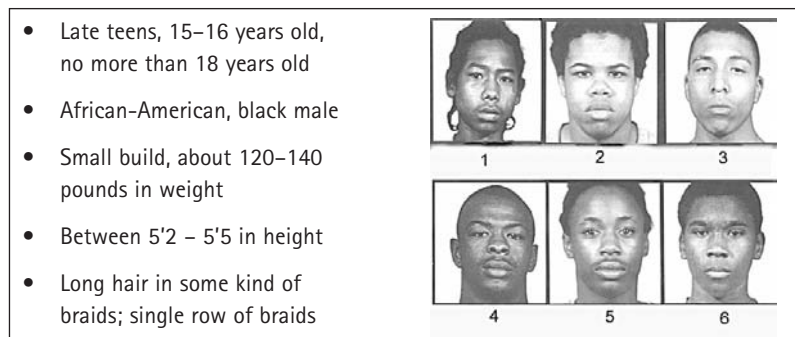 • Late teens, 15–16 years old,
no more than 18 years old
• African-American, black male
• Small build, about 120–140
pounds in weight
• Between 5'2 – 5'5 in height
• Long hair in some kind of
braids; single row of braids
1 2 3
4 5 6